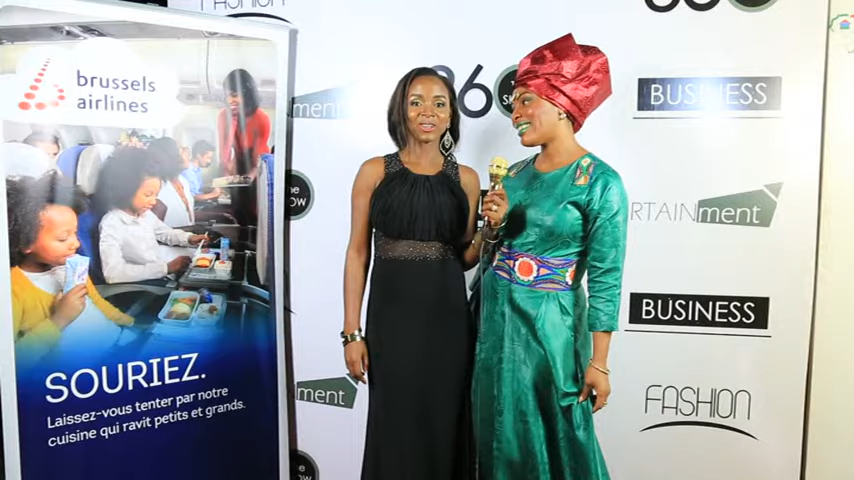 brussels
airlines
SOURIEZ.
Laissez-vous tenter par notre
cuisine qui ravit petits et grands.
FASHION
ment
ment
36
BUSINESS
RTAINment
BUSINESS
FASHION